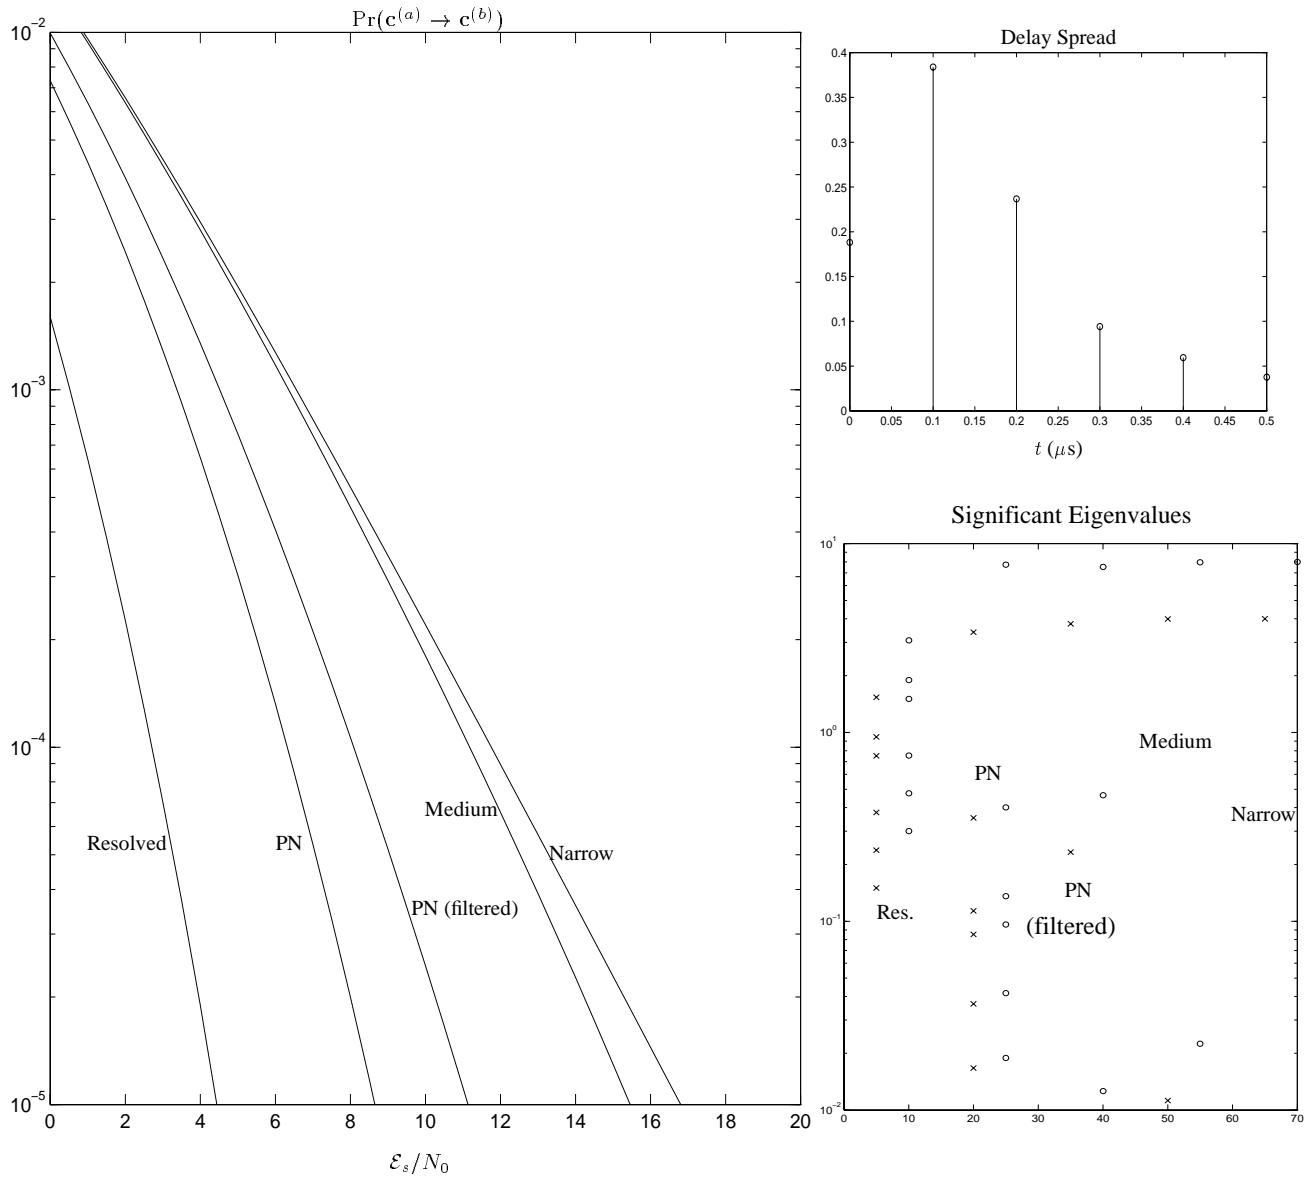 Pr(c^(a) → c^(b))
10^−2
10^−3
10^−4
10^−5
0 2 4 6 8 10 12 14 16 18 20
Resolved
PN
PN (filtered)
Medium
Narrow
ℰ_s/N_0
Delay Spread
0.4
0.35
0.3
0.25
0.2
0.15
0.1
0.05
0
0 0.05 0.1 0.15 0.2 0.25 0.3 0.35 0.4 0.45 0.5
t (μs)
Significant Eigenvalues
10^1
10^0
10^−1
10^−2
0 10 20 30 40 50 60 70
Res.
PN
PN
(filtered)
Medium
Narrow